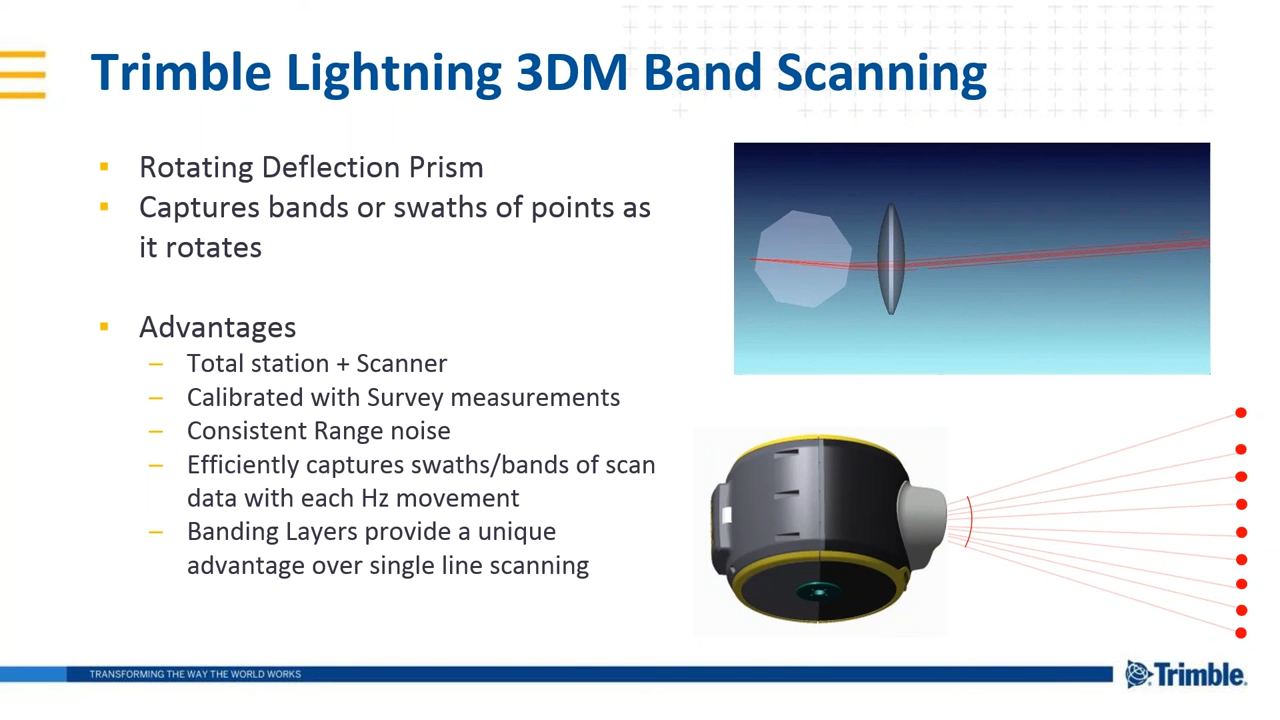 Trimble Lightning 3DM Band Scanning
Rotating Deflection Prism
Captures bands or swaths of points as
it rotates
Advantages
Total station + Scanner
Calibrated with Survey measurements
Consistent Range noise
Efficiently captures swaths/bands of scan
data with each Hz movement
Banding Layers provide a unique
advantage over single line scanning
TRANSFORMING THE WAY THE WORLD WORKS
Trimble.